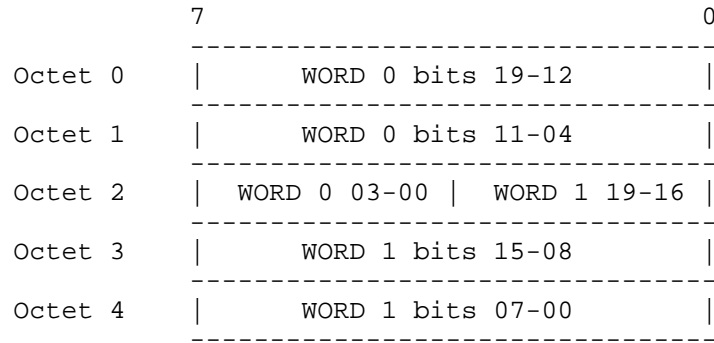 7 0
---------------------------------
Octet 0 | WORD 0 bits 19-12 |
---------------------------------
Octet 1 | WORD 0 bits 11-04 |
---------------------------------
Octet 2 | WORD 0 03-00 | WORD 1 19-16 |
---------------------------------
Octet 3 | WORD 1 bits 15-08 |
---------------------------------
Octet 4 | WORD 1 bits 07-00 |
---------------------------------